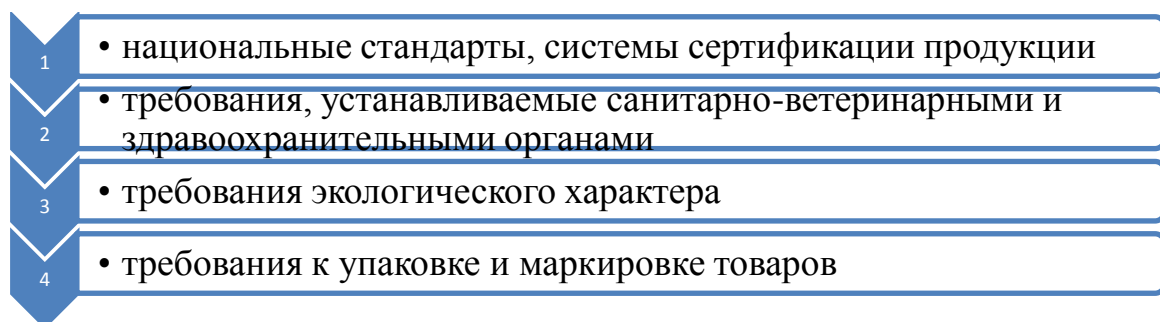 1
• национальные стандарты, системы сертификации продукции
2
• требования, устанавливаемые санитарно-ветеринарными и
здравоохранительными органами
3
• требования экологического характера
4
• требования к упаковке и маркировке товаров